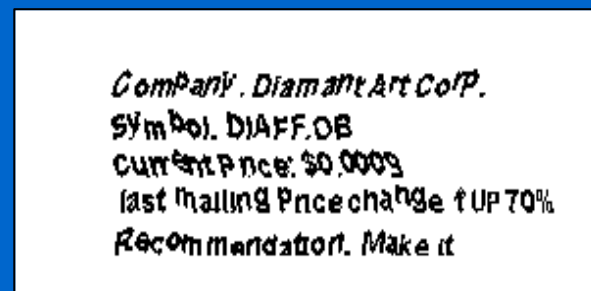 Company. Diamant Art Corp.
Symbol. DIAFF.OB
Current Price: $0.0009
last mailing Price change ↑ UP 70%
Recommendation. Make it